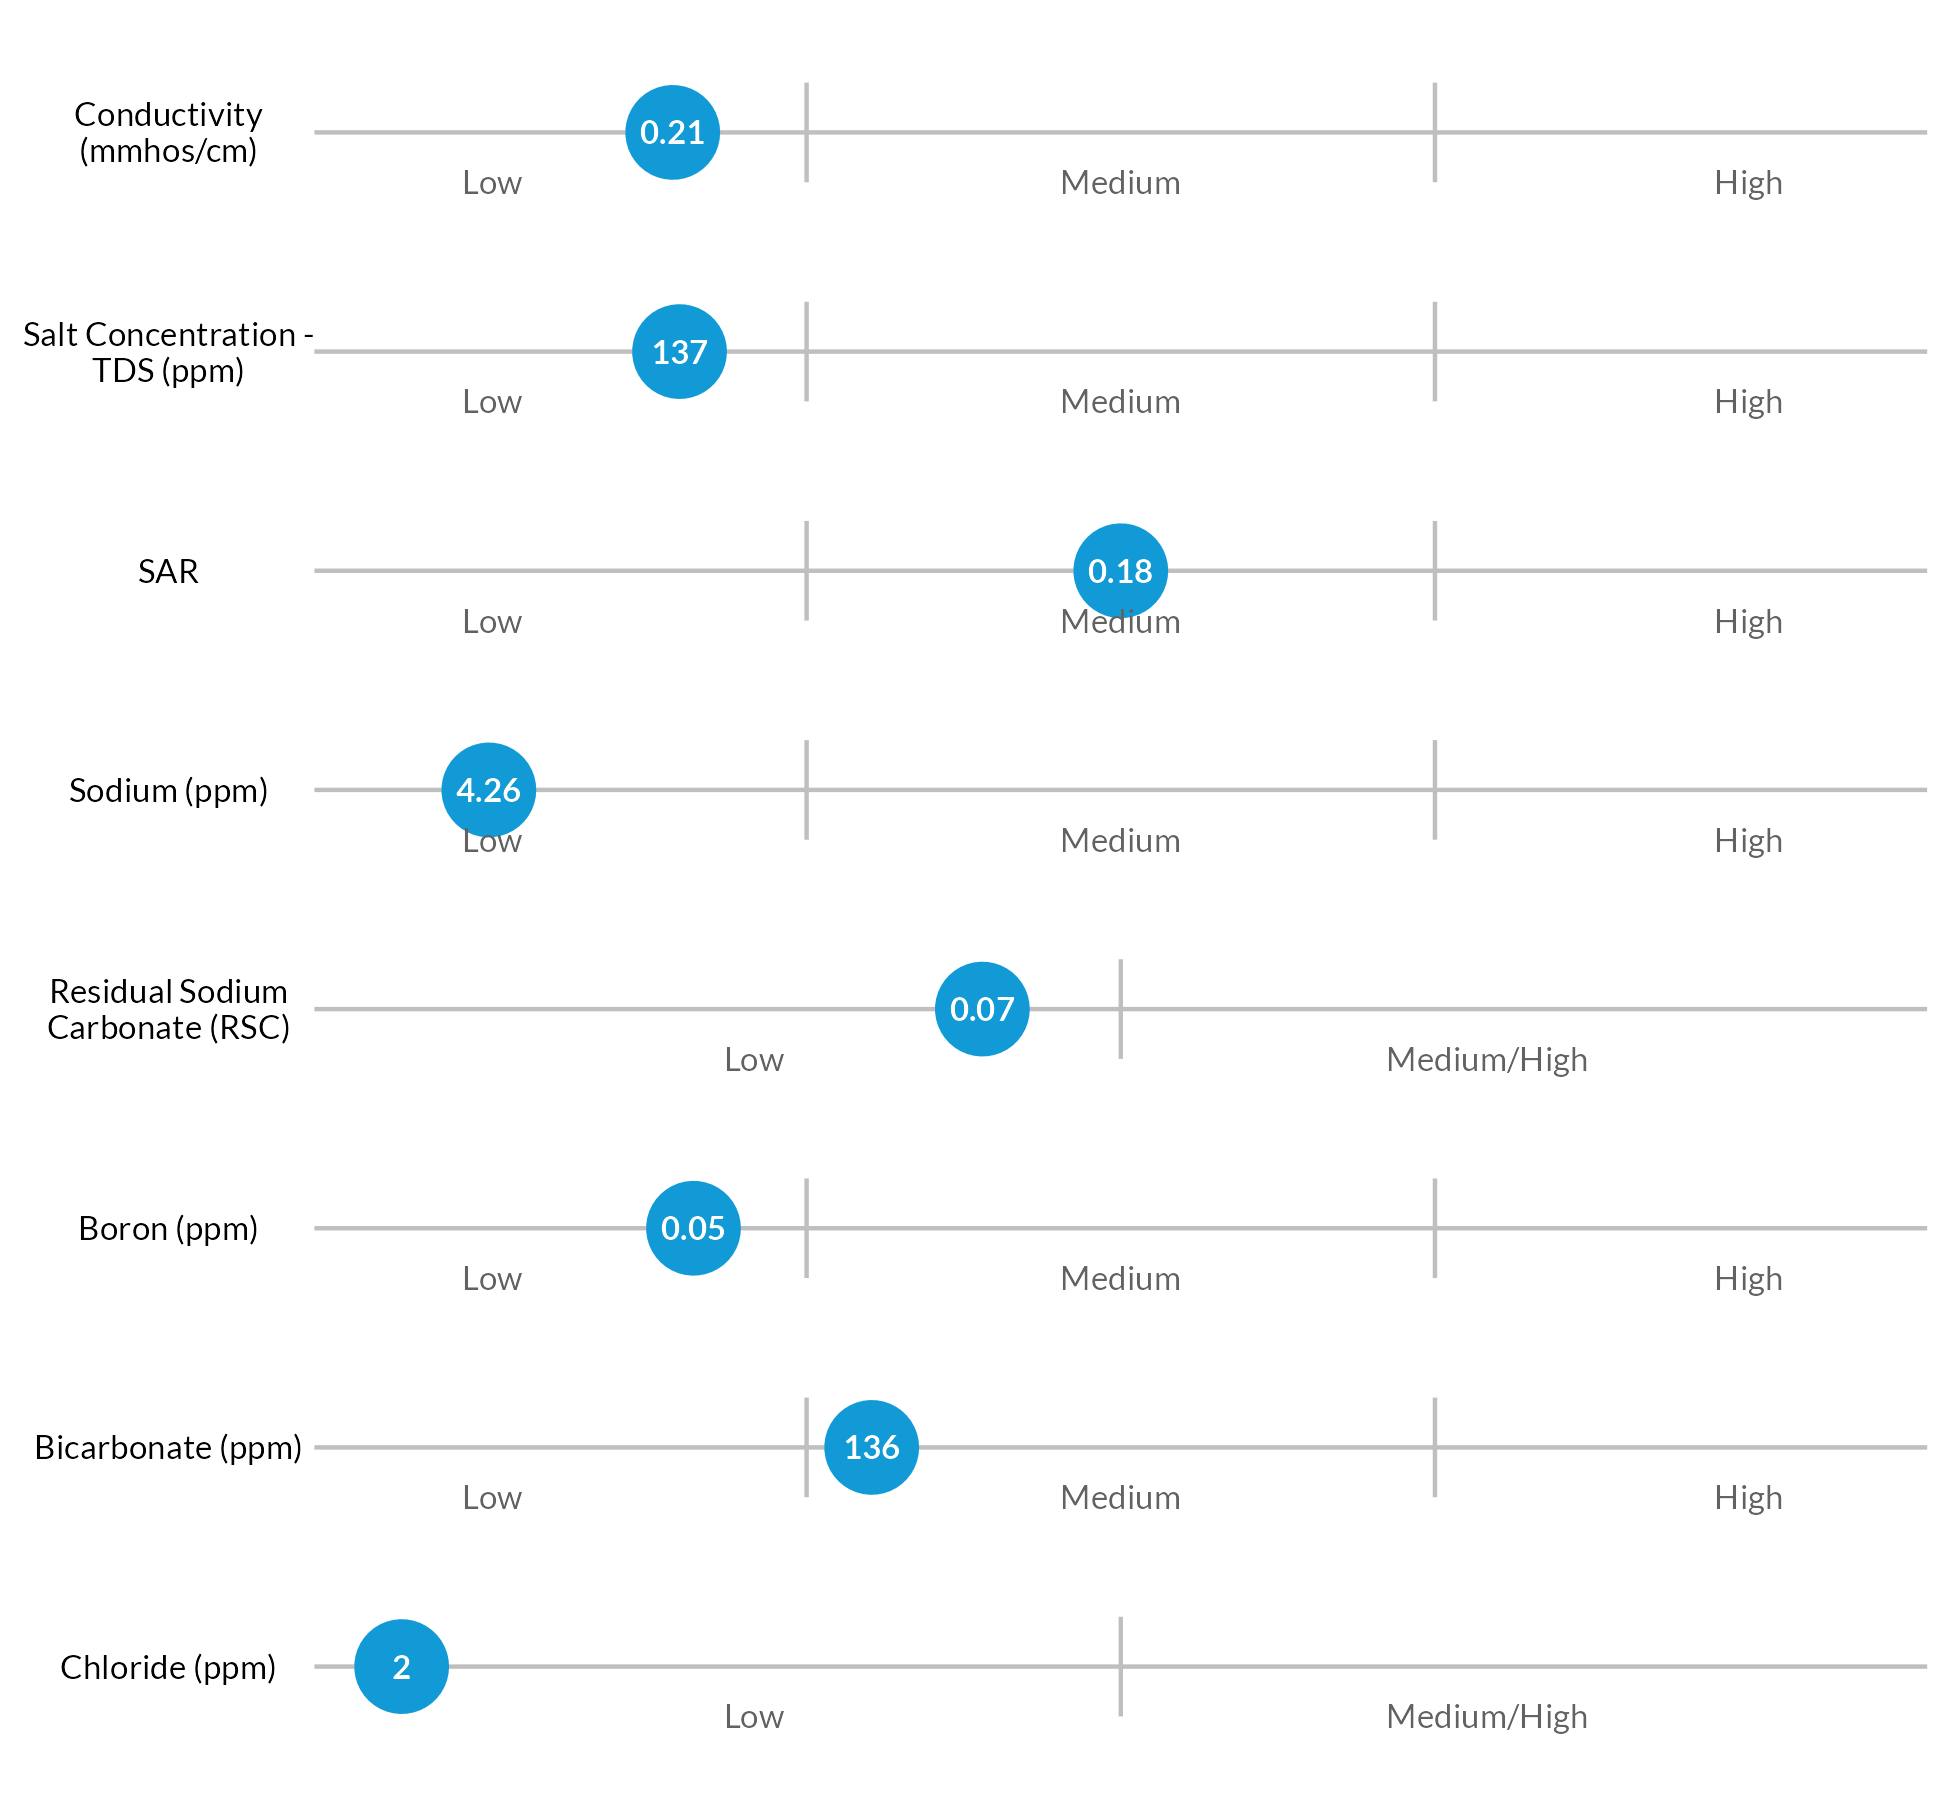 Conductivity
(mmhos/cm)
0.21
Low
Medium
High
Salt Concentration -
TDS (ppm)
137
Low
Medium
High
SAR
0.18
Low
Medium
High
Sodium (ppm)
4.26
Low
Medium
High
Residual Sodium
Carbonate (RSC)
0.07
Low
Medium/High
Boron (ppm)
0.05
Low
Medium
High
Bicarbonate (ppm)
136
Low
Medium
High
Chloride (ppm)
2
Low
Medium/High